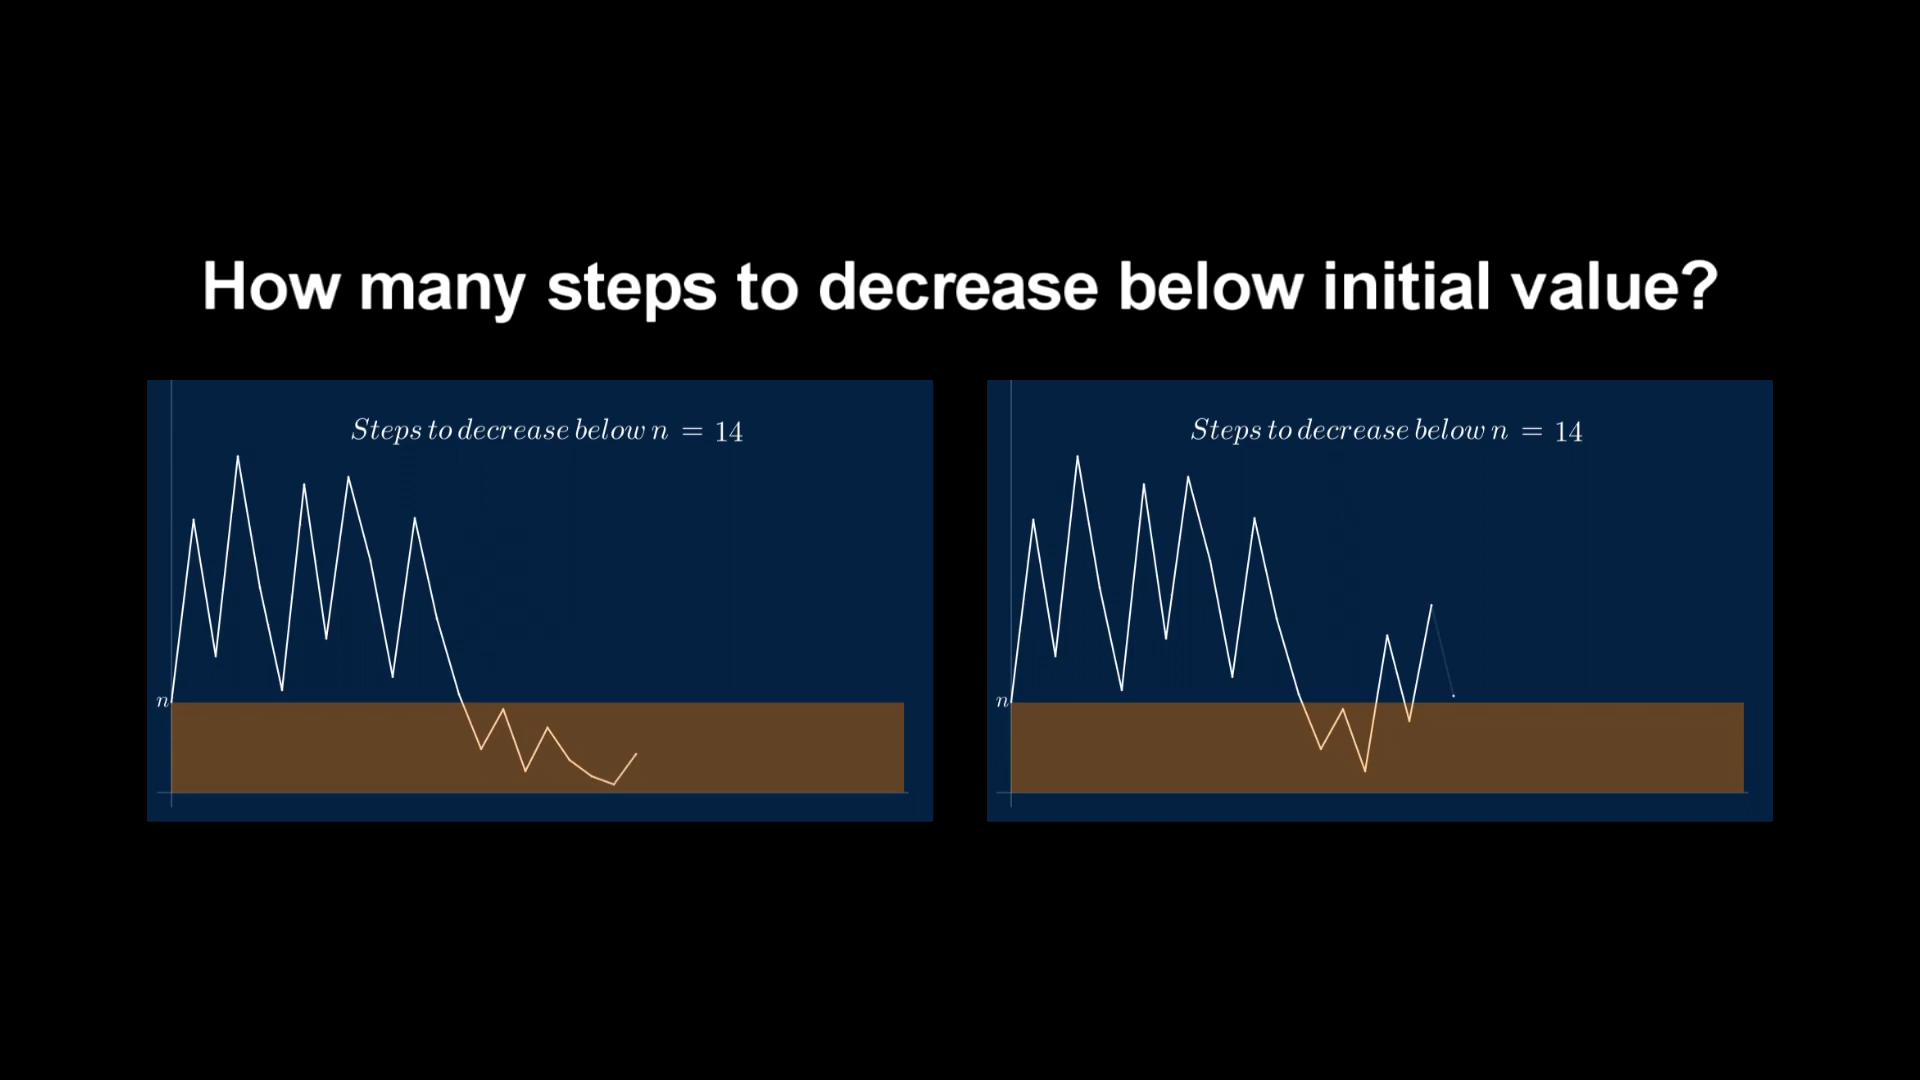 How many steps to decrease below initial value?
Steps to decrease below n = 14
Steps to decrease below n = 14
n
n